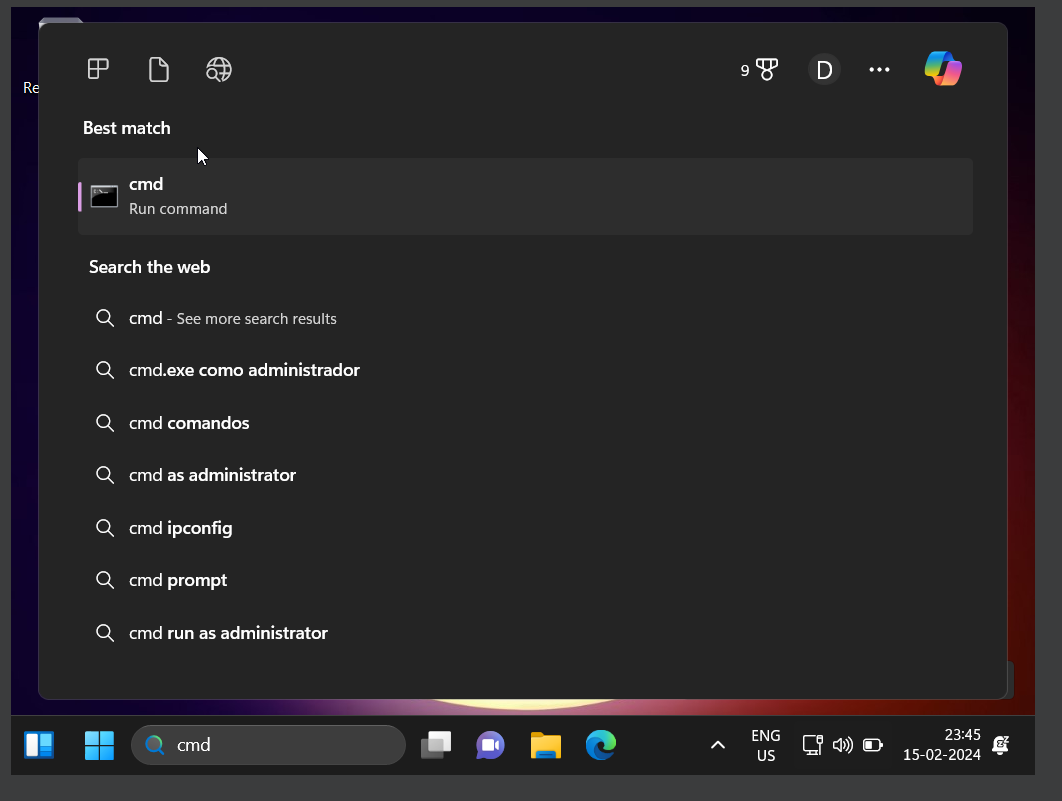 Re
9
D
Best match
cmd
Run command
Search the web
cmd - See more search results
cmd.exe como administrador
cmd comandos
cmd as administrator
cmd ipconfig
cmd prompt
cmd run as administrator
cmd
ENG
US
23:45
15-02-2024